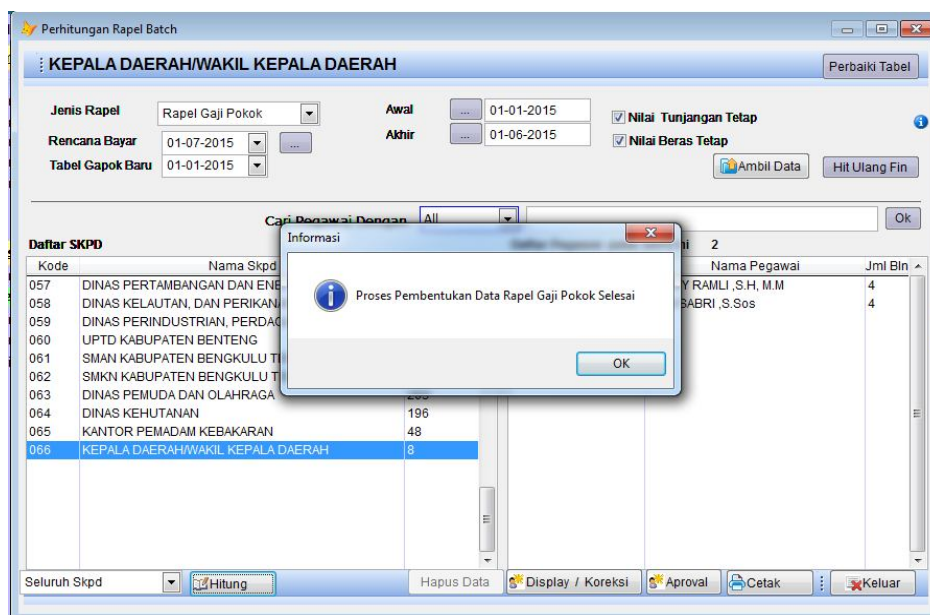 Perhitungan Rapel Batch
KEPALA DAERAH/WAKIL KEPALA DAERAH
Perbaiki Tabel
Jenis Rapel
Rapel Gaji Pokok
Awal
...
01-01-2015
Nilai Tunjangan Tetap
Rencana Bayar
01-07-2015
...
Akhir
...
01-06-2015
Nilai Beras Tetap
Tabel Gapok Baru
01-01-2015
Ambil Data
Hit Ulang Fin
Cari Pegawai Dengan
All
Ok
Daftar SKPD
2
Kode
Nama Skpd
Nama Pegawai
Jml Bln
057 DINAS PERTAMBANGAN DAN ENE
058 DINAS KELAUTAN, DAN PERIKAN
059 DINAS PERINDUSTRIAN, PERDAG
060 UPTD KABUPATEN BENTENG
061 SMAN KABUPATEN BENGKULU T
062 SMKN KABUPATEN BENGKULU T
063 DINAS PEMUDA DAN OLAHRAGA
064 DINAS KEHUTANAN 196
065 KANTOR PEMADAM KEBAKARAN 48
066 KEPALA DAERAH/WAKIL KEPALA DAERAH 8
Y RAMLI ,S.H, M.M 4
SABRI ,S.Sos 4
Informasi
Proses Pembentukan Data Rapel Gaji Pokok Selesai
OK
Seluruh Skpd
Hitung
Hapus Data
Display / Koreksi
Aproval
Cetak
Keluar